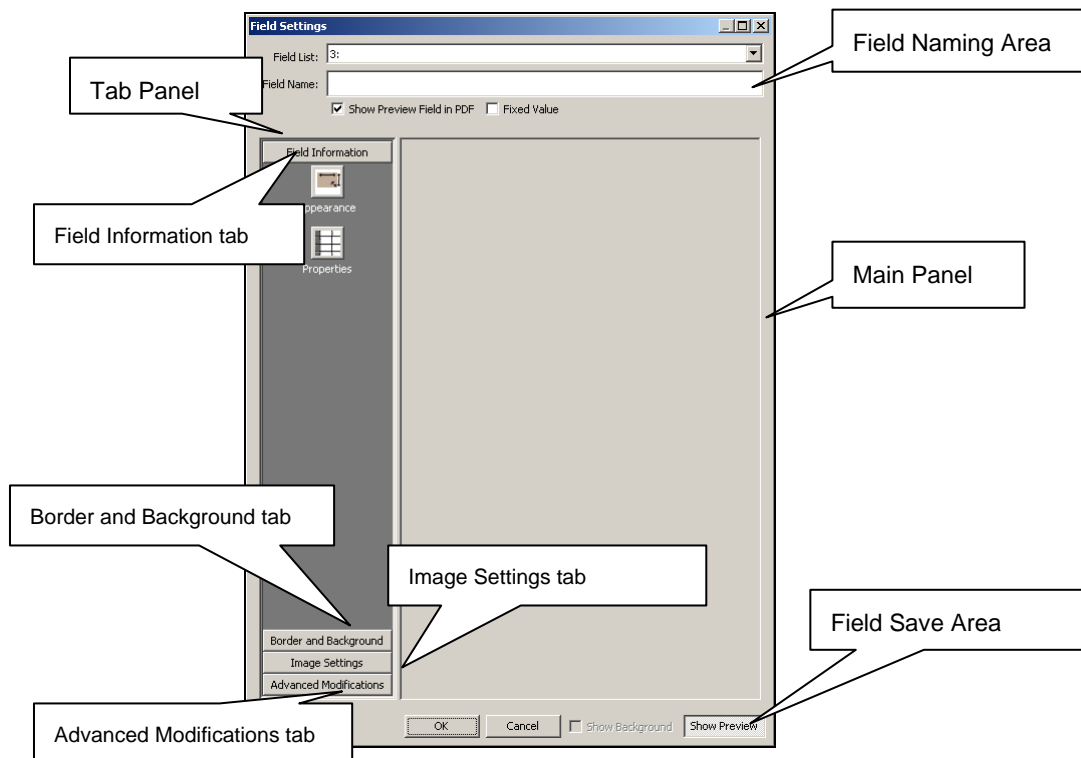 Field Settings
Field List: 3:
Field Naming Area
Field Name:
Tab Panel
Show Preview Field in PDF Fixed Value
Field Information
Appearance
Field Information tab
Properties
Main Panel
Border and Background tab
Image Settings tab
Field Save Area
Border and Background
Image Settings
Advanced Modifications
Advanced Modifications tab
OK Cancel Show Background Show Preview